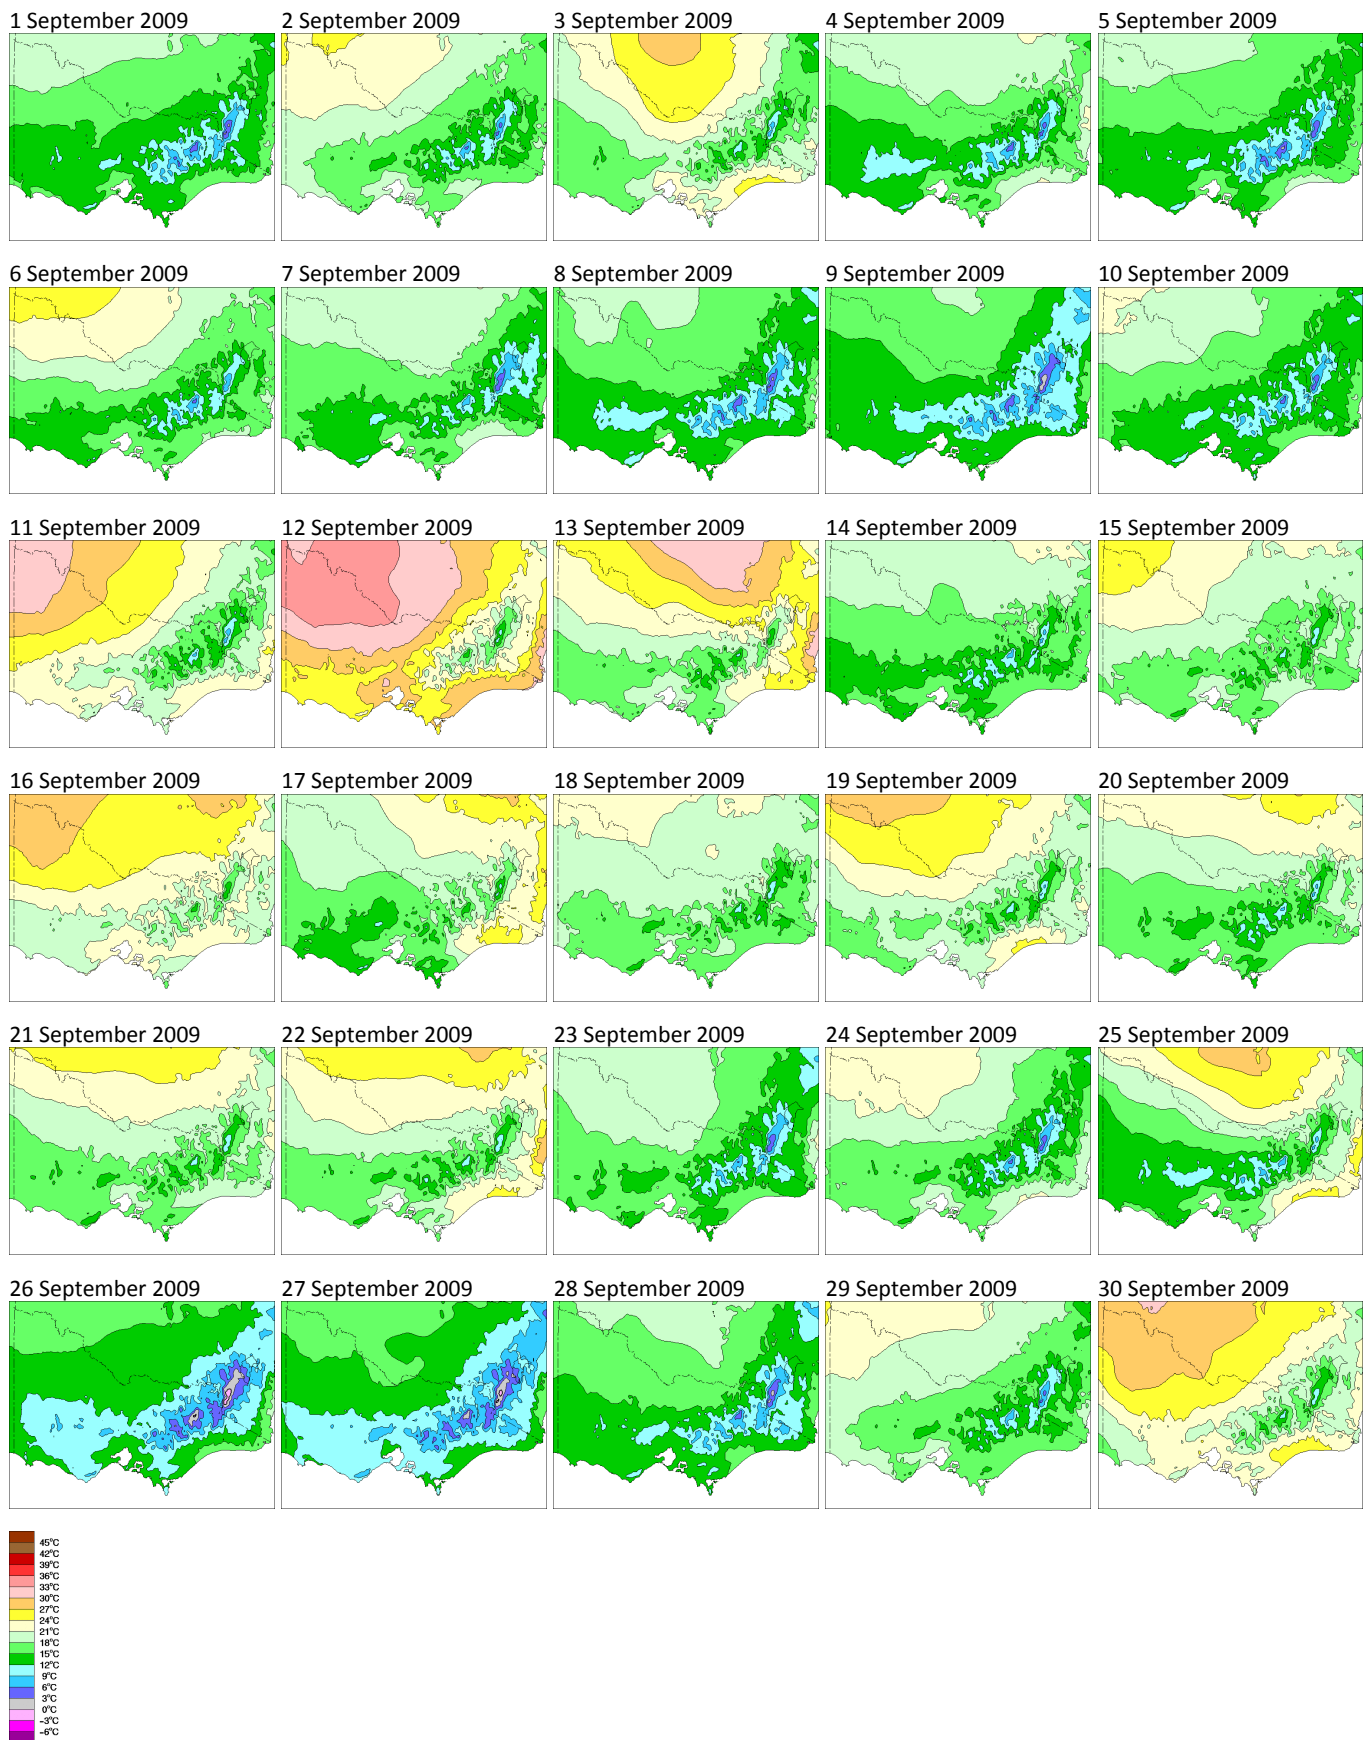 1 September 2009
2 September 2009
3 September 2009
4 September 2009
5 September 2009
6 September 2009
7 September 2009
8 September 2009
9 September 2009
10 September 2009
11 September 2009
12 September 2009
13 September 2009
14 September 2009
15 September 2009
16 September 2009
17 September 2009
18 September 2009
19 September 2009
20 September 2009
21 September 2009
22 September 2009
23 September 2009
24 September 2009
25 September 2009
26 September 2009
27 September 2009
28 September 2009
29 September 2009
30 September 2009
45°C
42°C
39°C
36°C
33°C
30°C
27°C
24°C
21°C
18°C
15°C
12°C
9°C
6°C
3°C
0°C
-3°C
-6°C